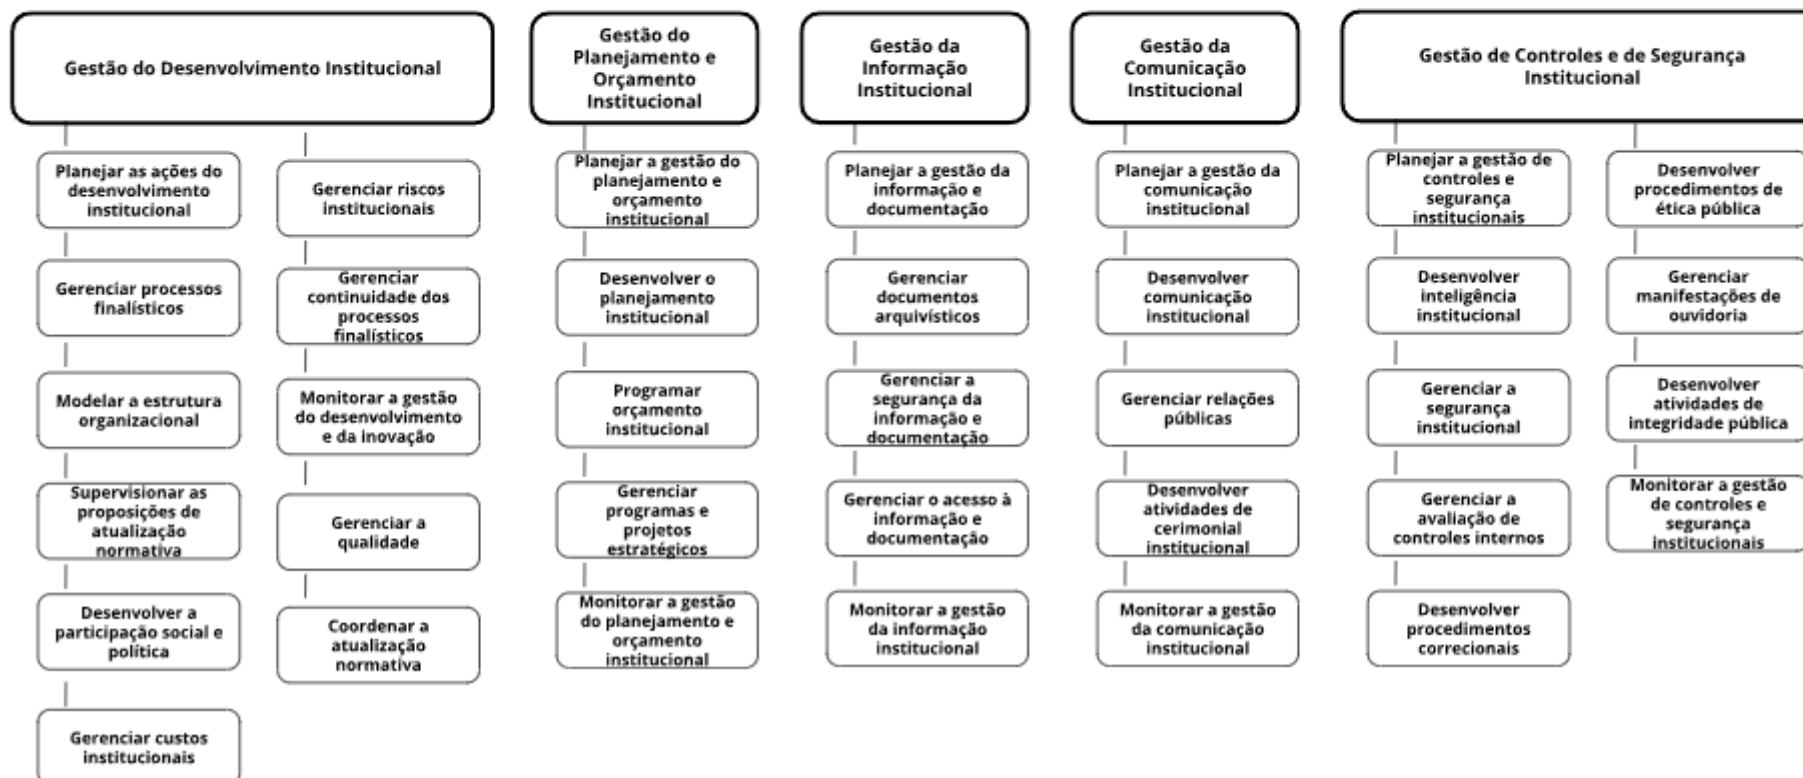 Gestão do Desenvolvimento Institucional
Planejar as ações do
desenvolvimento
institucional
Gerenciar processos
finalísticos
Modelar a estrutura
organizacional
Supervisionar as
proposições de
atualização
normativa
Desenvolver a
participação social e
política
Gerenciar custos
institucionais
Gerenciar riscos
institucionais
Gerenciar
continuidade dos
processos
finalísticos
Monitorar a gestão
do desenvolvimento
e da inovação
Gerenciar a
qualidade
Coordenar a
atualização
normativa
Gestão do
Planejamento e
Orçamento
Institucional
Planejar a gestão do
planejamento e
orçamento
institucional
Desenvolver o
planejamento
institucional
Programar
orçamento
institucional
Gerenciar
programas e
projetos
estratégicos
Monitorar a gestão
do planejamento e
orçamento
institucional
Gestão da
Informação
Institucional
Planejar a gestão da
informação e
documentação
Gerenciar
documentos
arquivísticos
Gerenciar a
segurança da
informação e
documentação
Gerenciar o acesso à
informação e
documentação
Monitorar a gestão
da informação
institucional
Gestão da
Comunicação
Institucional
Planejar a gestão da
comunicação
institucional
Desenvolver
comunicação
institucional
Gerenciar relações
públicas
Desenvolver
atividades de
cerimonial
institucional
Monitorar a gestão
da comunicação
institucional
Gestão de Controles e de Segurança
Institucional
Planejar a gestão de
controles e
segurança
institucionais
Desenvolver
inteligência
institucional
Gerenciar a
segurança
institucional
Gerenciar a
avaliação de
controles internos
Desenvolver
procedimentos
correcionais
Desenvolver
procedimentos de
ética pública
Gerenciar
manifestações de
ouvidoria
Desenvolver
atividades de
integridade pública
Monitorar a gestão
de controles e
segurança
institucionais